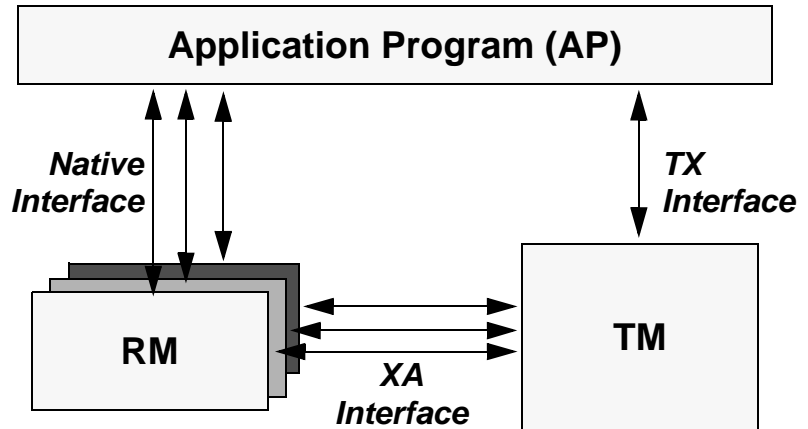 Application Program (AP)
Native
Interface
TX
Interface
RM
TM
XA
Interface